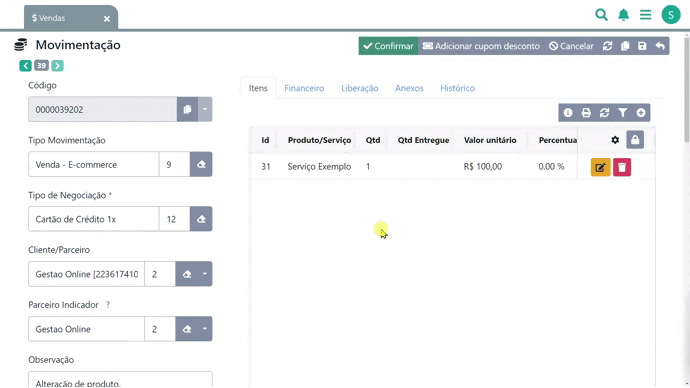 $ Vendas ×
S
Movimentação
Confirmar Adicionar cupom desconto Cancelar
39
Código
0000039202
Tipo Movimentação
Venda - E-commerce 9
Tipo de Negociação *
Cartão de Crédito 1x 12
Cliente/Parceiro
Gestao Online [223617410 2
Parceiro Indicador ?
Gestao Online 2
Observação
Alteração de produto.
Itens Financeiro Liberação Anexos Histórico
Id Produto/Serviço Qtd Qtd Entregue Valor unitário Percentua
31 Serviço Exemplo 1 R$ 100,00 0.00 %